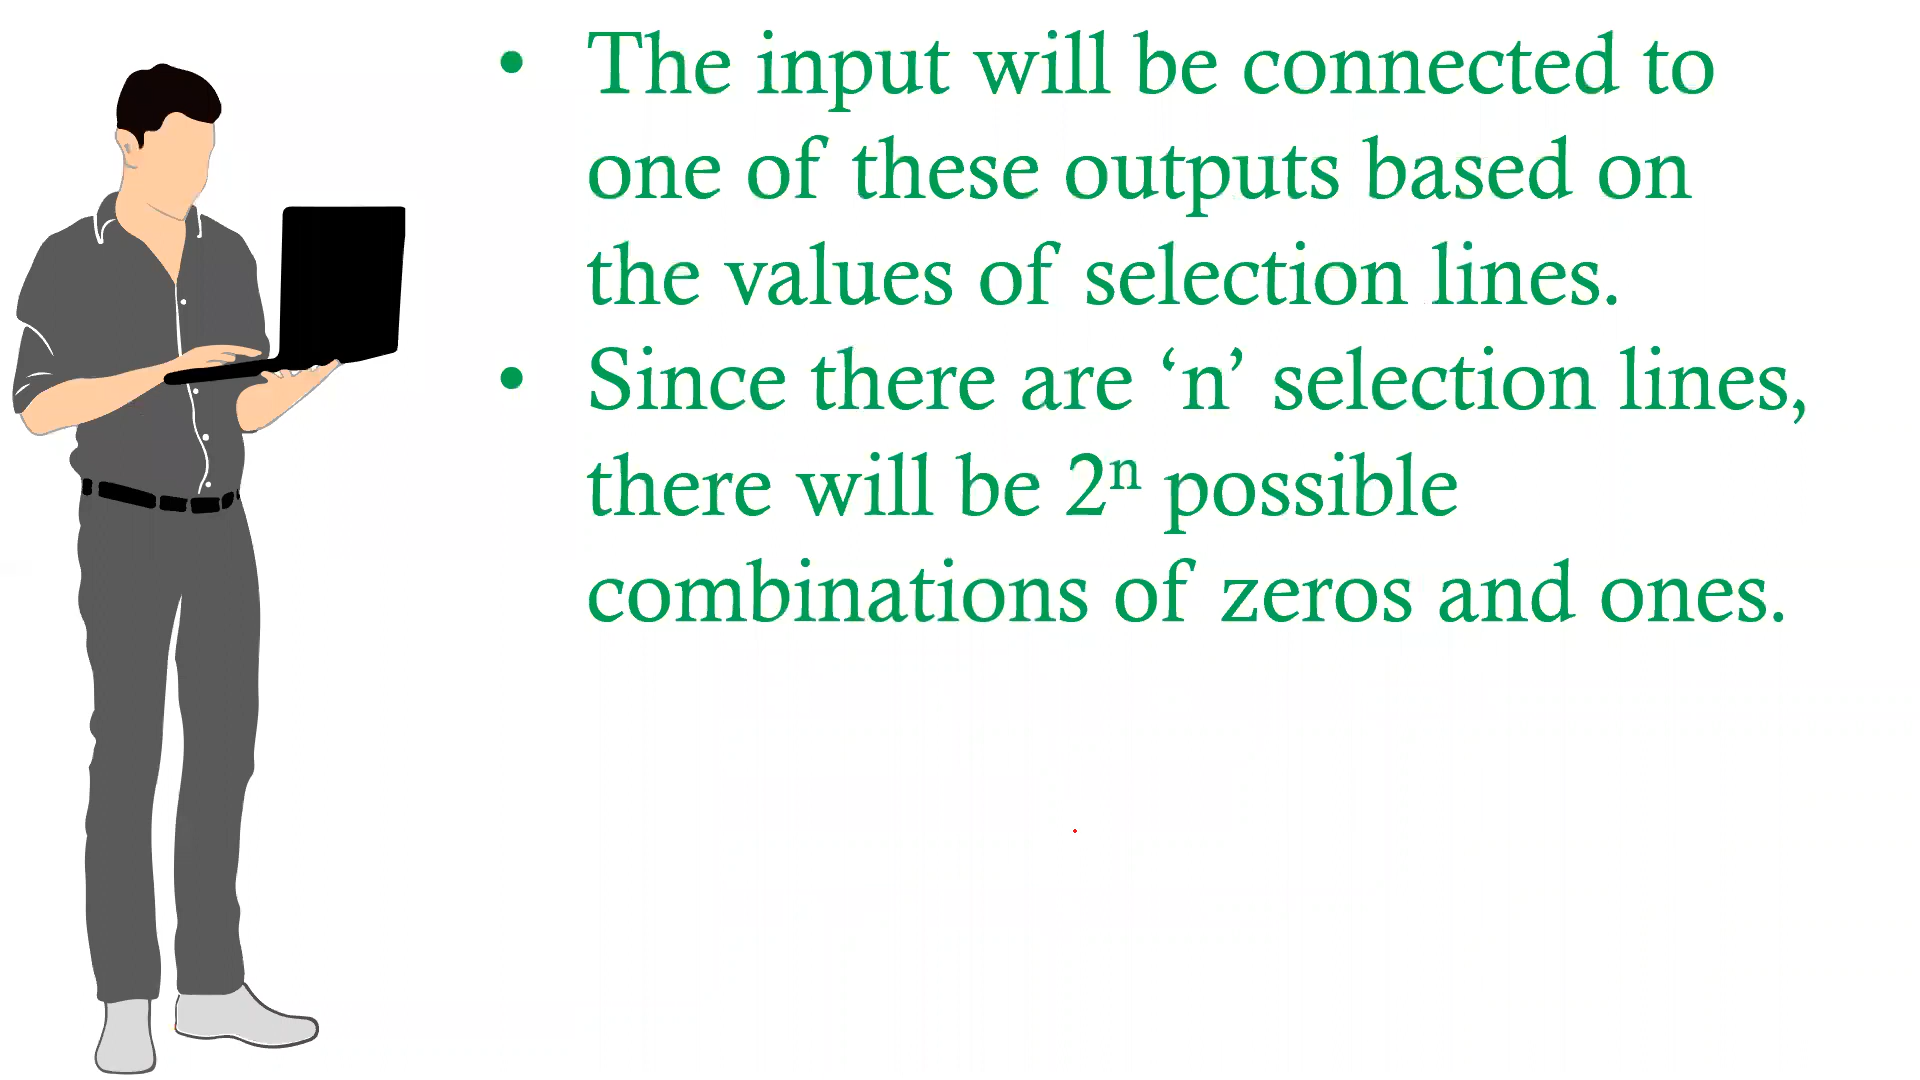 • The input will be connected to
one of these outputs based on
the values of selection lines.
• Since there are ‘n’ selection lines,
there will be 2ⁿ possible
combinations of zeros and ones.